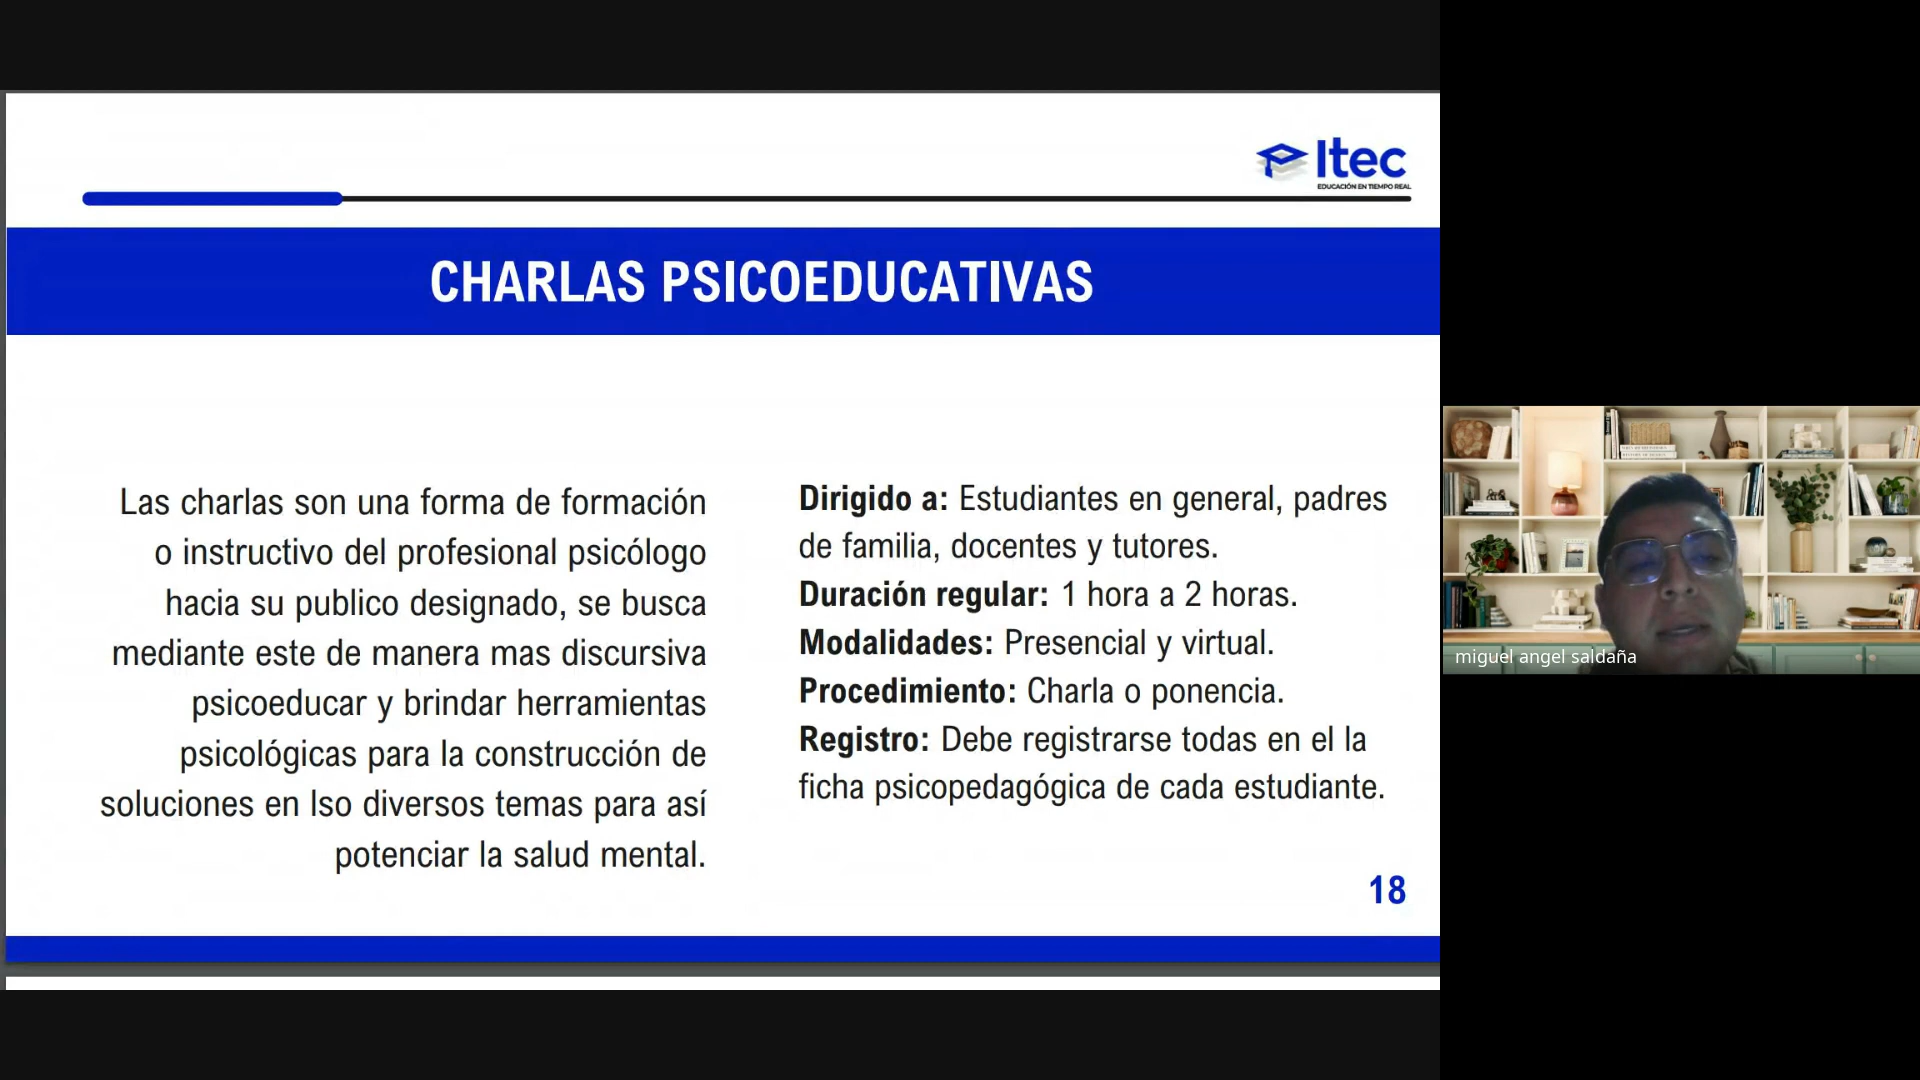 Itec
EDUCACIÓN EN TIEMPO REAL
CHARLAS PSICOEDUCATIVAS
Las charlas son una forma de formación
o instructivo del profesional psicólogo
hacia su publico designado, se busca
mediante este de manera mas discursiva
psicoeducar y brindar herramientas
psicológicas para la construcción de
soluciones en lso diversos temas para así
potenciar la salud mental.
Dirigido a: Estudiantes en general, padres
de familia, docentes y tutores.
Duración regular: 1 hora a 2 horas.
Modalidades: Presencial y virtual.
Procedimiento: Charla o ponencia.
Registro: Debe registrarse todas en el la
ficha psicopedagógica de cada estudiante.
18
miguel angel saldaña